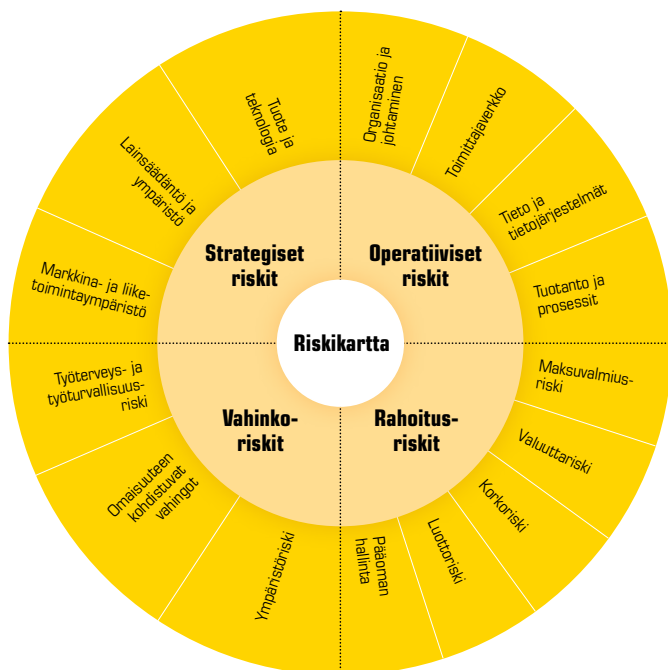 Riskikartta
Strategiset
riskit
Markkina- ja liike-
toimintaympäristö
Lainsäädäntö ja
ympäristö
Tuote ja
teknologia
Operatiiviset
riskit
Organisaatio ja
johtaminen
Toimittajaverkko
Tieto ja
tietojärjestelmät
Tuotanto ja
prosessit
Rahoitus-
riskit
Maksuvalmius-
riski
Valuuttariski
Korkoriski
Luottoriski
Pääoman
hallinta
Vahinko-
riskit
Ympäristöriski
Omaisuuteen
kohdistuvat
vahingot
Työterveys- ja
työturvallisuus-
riski